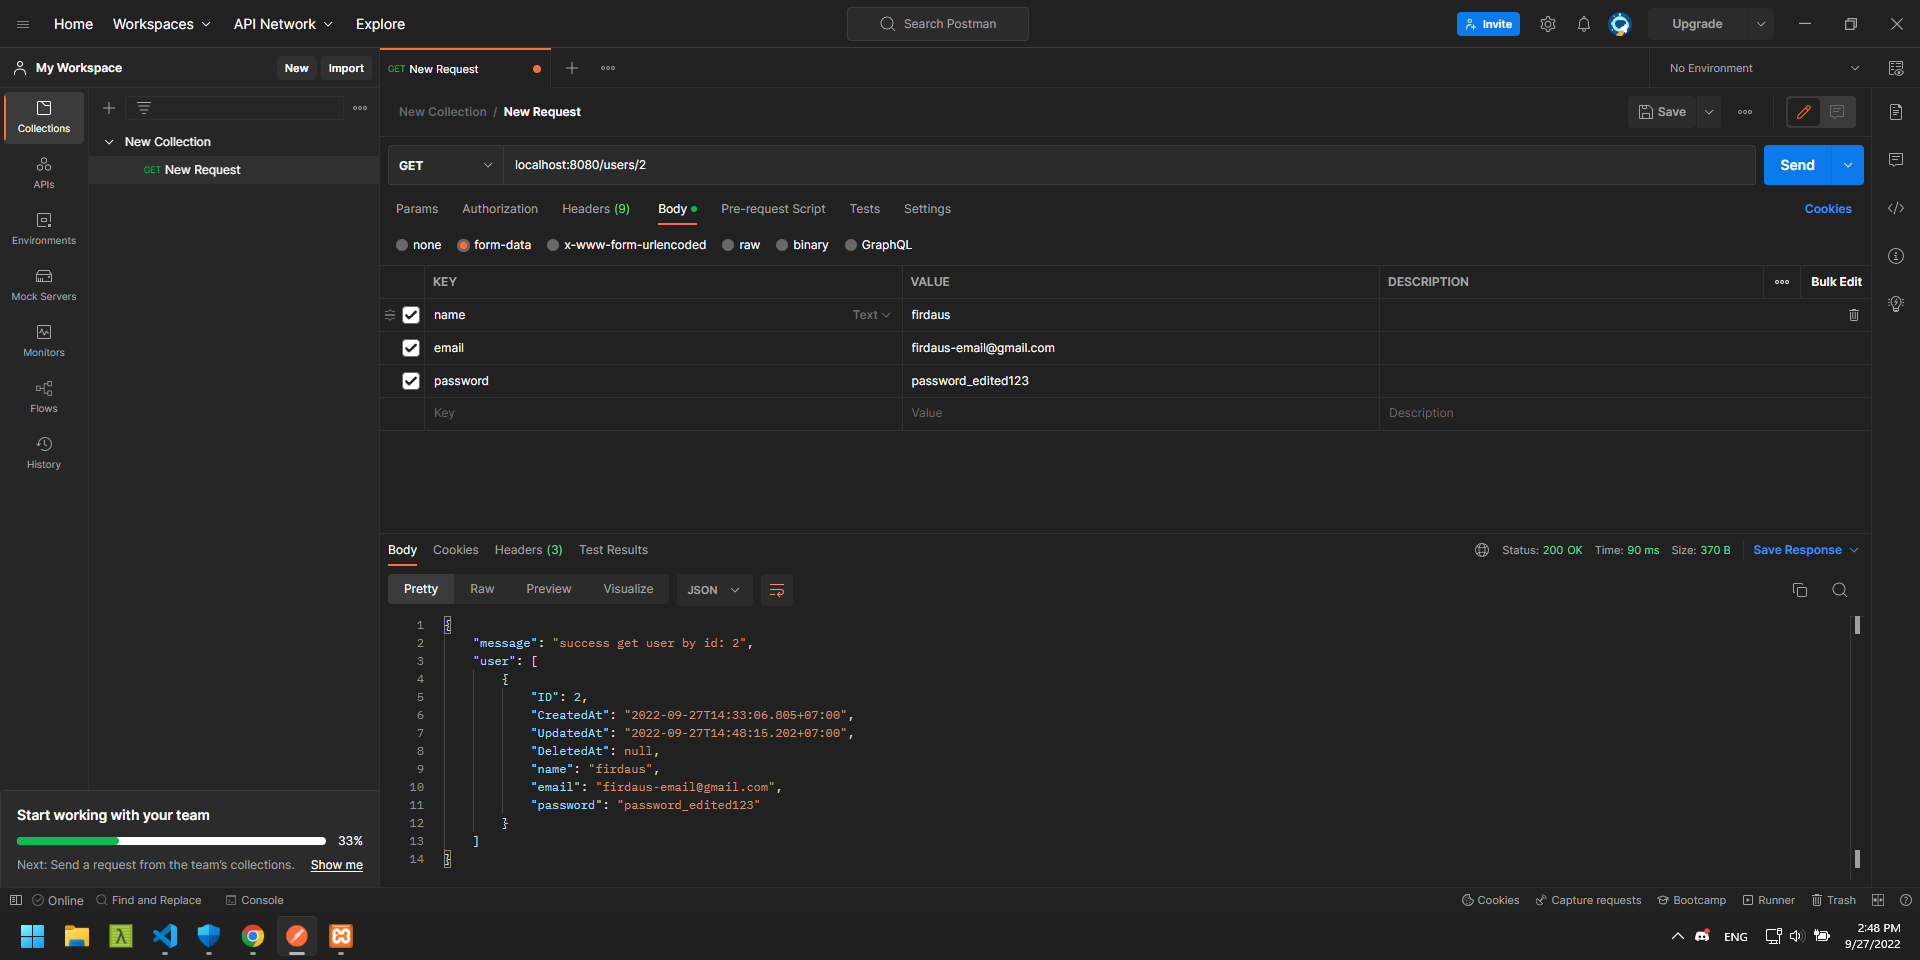 Home Workspaces API Network Explore Search Postman Invite Upgrade
My Workspace New Import GET New Request No Environment
Collections
APIs
Environments
Mock Servers
Monitors
Flows
History
New Collection
GET New Request
New Collection / New Request Save
GET localhost:8080/users/2 Send
Params Authorization Headers (9) Body Pre-request Script Tests Settings Cookies
none form-data x-www-form-urlencoded raw binary GraphQL
KEY VALUE DESCRIPTION Bulk Edit
name Text firdaus
email firdaus-email@gmail.com
password password_edited123
Key Value Description
Body Cookies Headers (3) Test Results Status: 200 OK Time: 90 ms Size: 370 B Save Response
Pretty Raw Preview Visualize JSON
1 {
2 "message": "success get user by id: 2",
3 "user": [
4 {
5 "ID": 2,
6 "CreatedAt": "2022-09-27T14:33:06.805+07:00",
7 "UpdatedAt": "2022-09-27T14:48:15.202+07:00",
8 "DeletedAt": null,
9 "name": "firdaus",
10 "email": "firdaus-email@gmail.com",
11 "password": "password_edited123"
12 }
13 ]
14 }
Start working with your team
33%
Next: Send a request from the team's collections. Show me
Online Find and Replace Console Cookies Capture requests Bootcamp Runner Trash
ENG 2:48 PM
9/27/2022